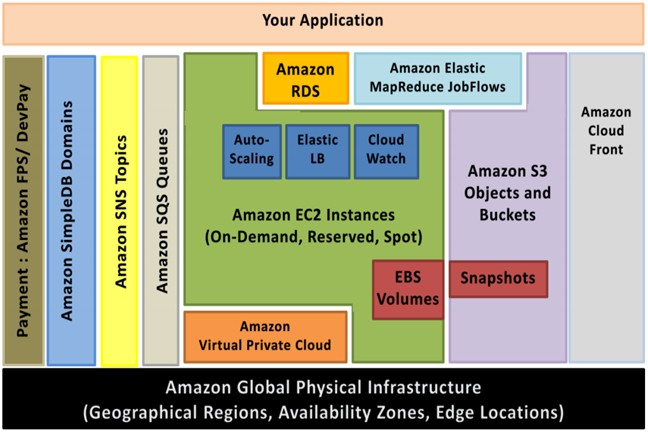 Your Application
Payment : Amazon FPS/ DevPay
Amazon SimpleDB Domains
Amazon SNS Topics
Amazon SQS Queues
Amazon
RDS
Amazon Elastic
MapReduce JobFlows
Auto-
Scaling
Elastic
LB
Cloud
Watch
Amazon EC2 Instances
(On-Demand, Reserved, Spot)
EBS
Volumes
Amazon
Virtual Private Cloud
Amazon S3
Objects and
Buckets
Snapshots
Amazon
Cloud
Front
Amazon Global Physical Infrastructure
(Geographical Regions, Availability Zones, Edge Locations)